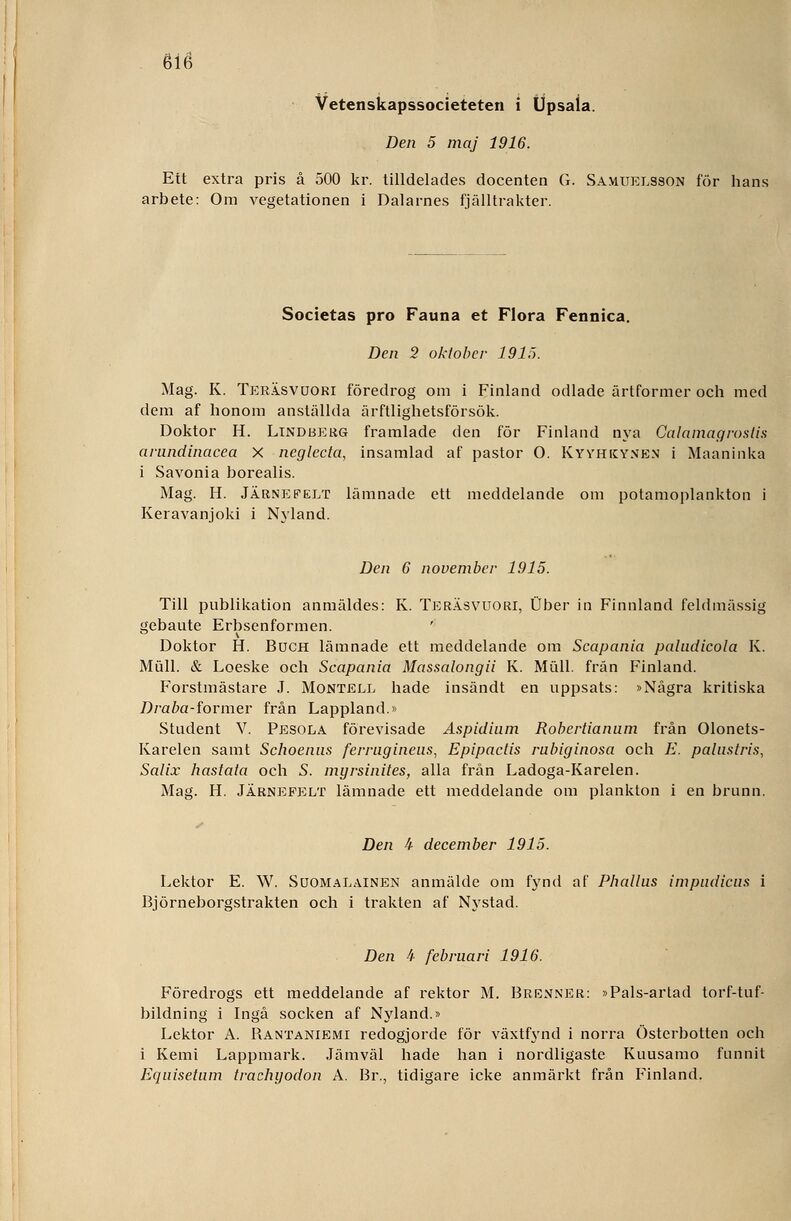 616
Vetenskapssocieteten i Upsala.
Den 5 maj 1916.
Ett extra pris å 500 kr. tilldelades docenten G. SAMUELSSON för hans
arbete: Om vegetationen i Dalarnes fjälltrakter.
Societas pro Fauna et Flora Fennica.
Den 2 oktober 1915.
Mag. K. TERÄSVUORI föredrog om i Finland odlade ärtformer och med
dem af honom anställda ärftlighetsförsök.
Doktor H. LINDBERG framlade den för Finland nya Calamagrostis
arundinacea × neglecta, insamlad af pastor O. KYYHKYNEN i Maaninka
i Savonia borealis.
Mag. H. JÄRNEFELT lämnade ett meddelande om potamoplankton i
Keravanjoki i Nyland.
Den 6 november 1915.
Till publikation anmäldes: K. TERÄSVUORI, Über in Finnland feldmässig
gebaute Erbsenformen.
Doktor H. BUCH lämnade ett meddelande om Scapania paludicola K.
Müll. & Loeske och Scapania Massalongii K. Müll. från Finland.
Forstmästare J. MONTELL hade insändt en uppsats: »Några kritiska
Draba-former från Lappland.»
Student V. PESOLA förevisade Aspidium Robertianum från Olonets-
Karelen samt Schoenus ferrugineus, Epipactis rubiginosa och E. palustris,
Salix hastata och S. myrsinites, alla från Ladoga-Karelen.
Mag. H. JÄRNEFELT lämnade ett meddelande om plankton i en brunn.
Den 4 december 1915.
Lektor E. W. SUOMALAINEN anmälde om fynd af Phallus impudicus i
Björneborgstrakten och i trakten af Nystad.
Den 4 februari 1916.
Föredrogs ett meddelande af rektor M. BRENNER: »Pals-artad torf-tuf-
bildning i Ingå socken af Nyland.»
Lektor A. RANTANIEMI redogjorde för växtfynd i norra Österbotten och
i Kemi Lappmark. Jämväl hade han i nordligaste Kuusamo funnit
Equisetum trachyodon A. Br., tidigare icke anmärkt från Finland.